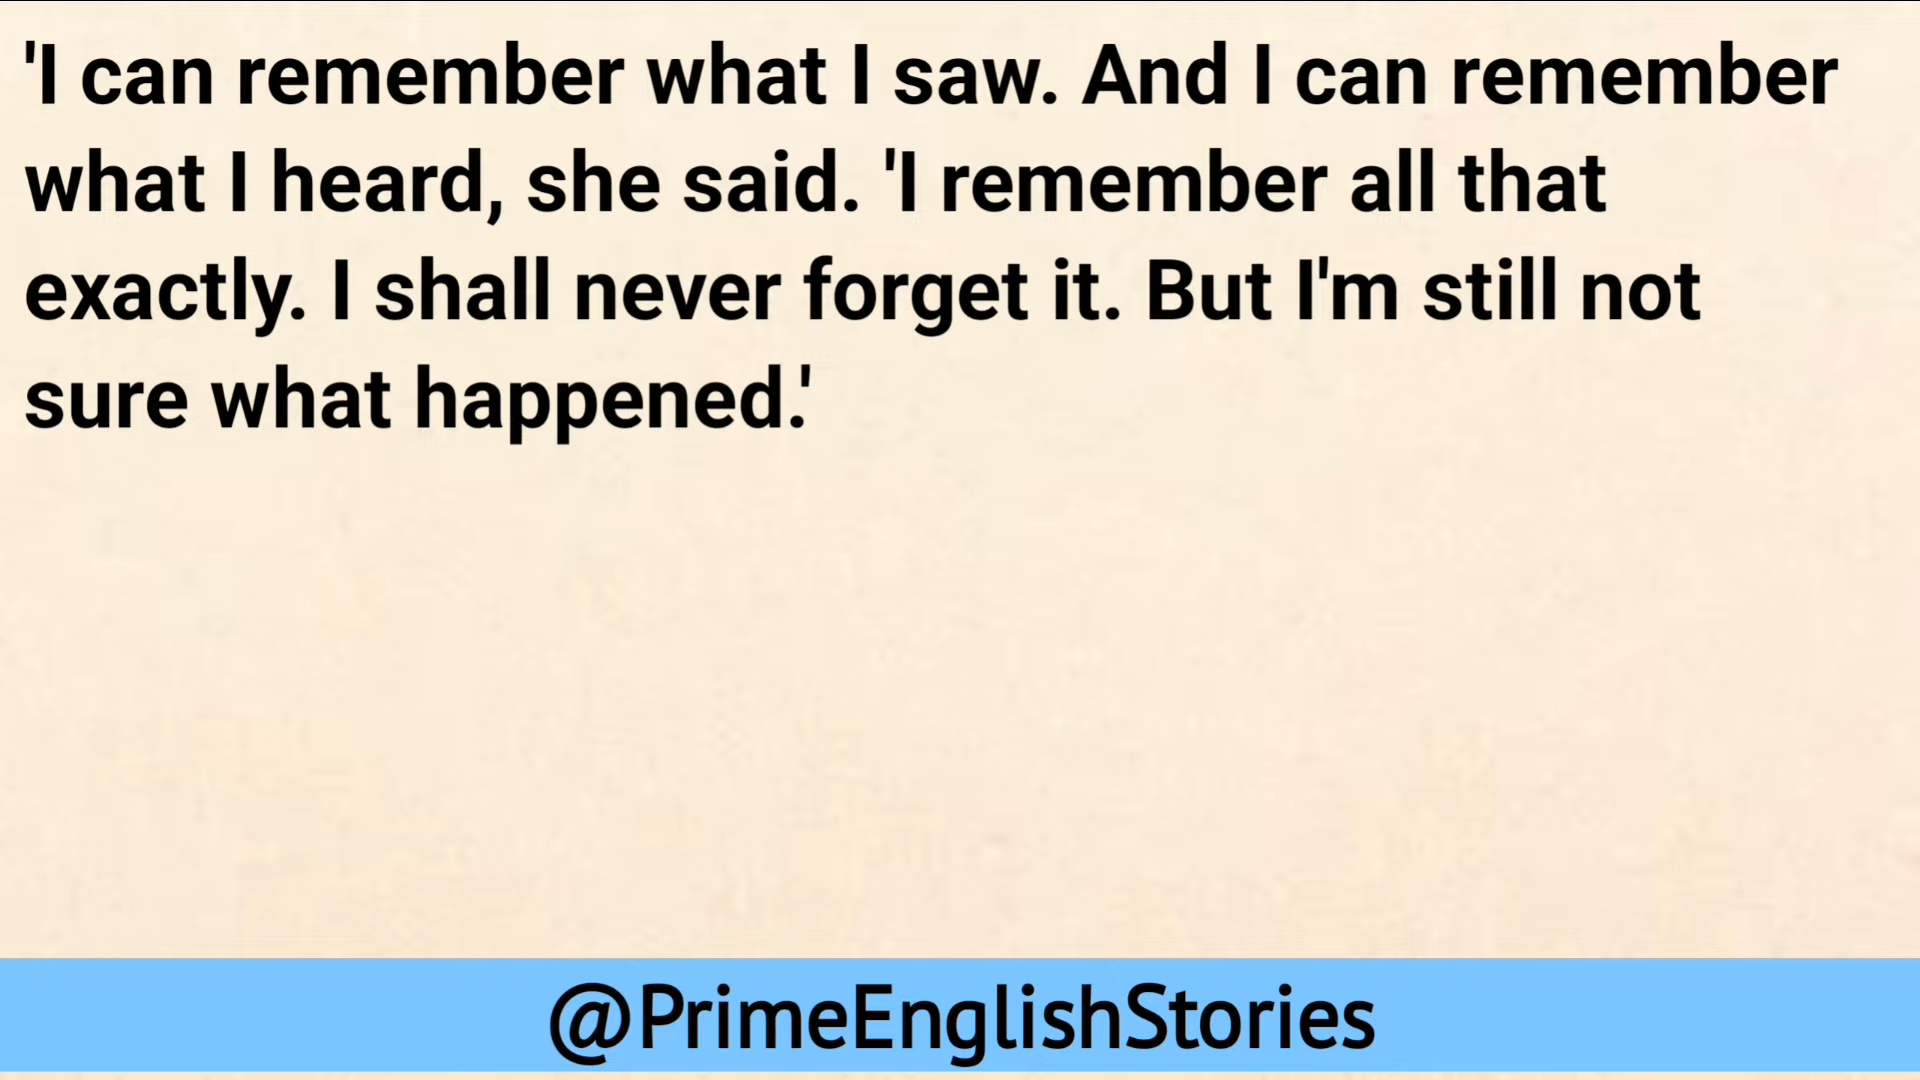 'I can remember what I saw. And I can remember
what I heard, she said. 'I remember all that
exactly. I shall never forget it. But I'm still not
sure what happened.'
@PrimeEnglishStories